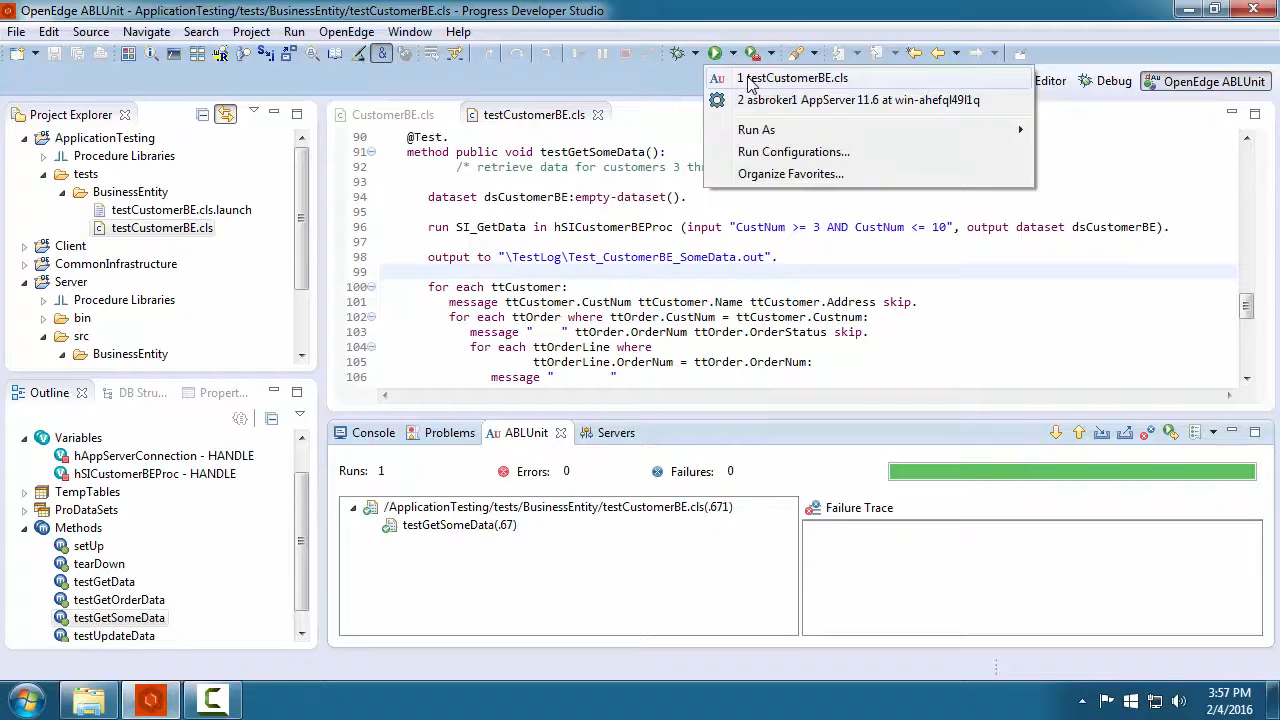 OpenEdge ABLUnit - ApplicationTesting/tests/BusinessEntity/testCustomerBE.cls - Progress Developer Studio
File Edit Source Navigate Search Project Run OpenEdge Window Help
Editor Debug OpenEdge ABLUnit
1 testCustomerBE.cls
2 asbroker1 AppServer 11.6 at win-ahefql49l1q
Run As
Run Configurations...
Organize Favorites...
Project Explorer
ApplicationTesting
Procedure Libraries
tests
BusinessEntity
testCustomerBE.cls.launch
testCustomerBE.cls
Client
CommonInfrastructure
Server
Procedure Libraries
bin
src
BusinessEntity
CustomerBE.cls testCustomerBE.cls
90 @Test.
91 method public void testGetSomeData():
92 /* retrieve data for customers 3 th
93
94 dataset dsCustomerBE:empty-dataset().
95
96 run SI_GetData in hSICustomerBEProc (input "CustNum >= 3 AND CustNum <= 10", output dataset dsCustomerBE).
97
98 output to "\TestLog\Test_CustomerBE_SomeData.out".
99
100 for each ttCustomer:
101 message ttCustomer.CustNum ttCustomer.Name ttCustomer.Address skip.
102 for each ttOrder where ttOrder.CustNum = ttCustomer.Custnum:
103 message "    " ttOrder.OrderNum ttOrder.OrderStatus skip.
104 for each ttOrderLine where
105 ttOrderLine.OrderNum = ttOrder.OrderNum:
106 message "        "
Outline DB Stru... Propert...
Variables
hAppServerConnection - HANDLE
hSICustomerBEProc - HANDLE
TempTables
ProDataSets
Methods
setUp
tearDown
testGetData
testGetOrderData
testGetSomeData
testUpdateData
Console Problems ABLUnit Servers
Runs: 1 Errors: 0 Failures: 0
/ApplicationTesting/tests/BusinessEntity/testCustomerBE.cls(.671)
testGetSomeData(.67)
Failure Trace
3:57 PM
2/4/2016